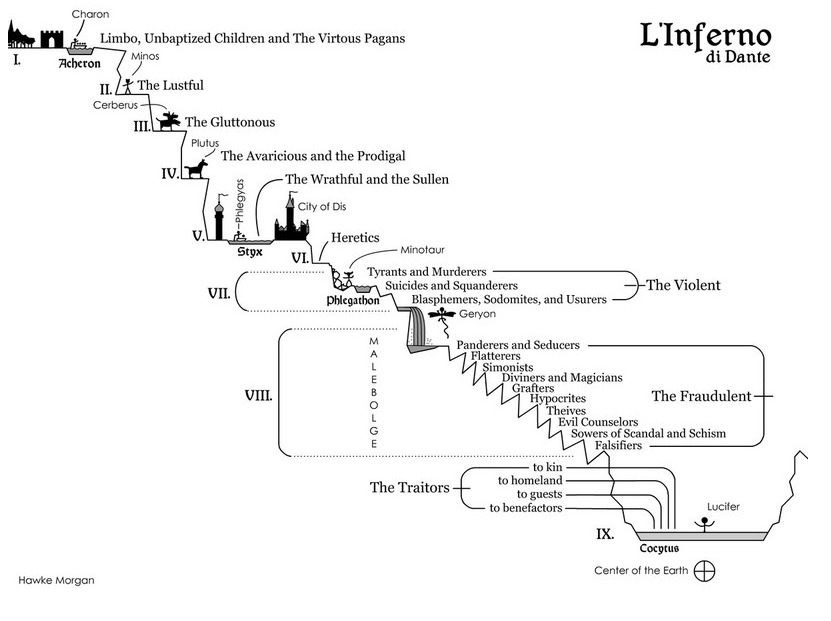 L'Inferno
di Dante
Charon
I.
Limbo, Unbaptized Children and The Virtous Pagans
Acheron
Minos
II.
The Lustful
Cerberus
III.
The Gluttonous
Plutus
IV.
The Avaricious and the Prodigal
The Wrathful and the Sullen
Phlegyas
City of Dis
V.
Styx
Heretics
VI.
Minotaur
Tyrants and Murderers
Suicides and Squanderers
Blasphemers, Sodomites, and Usurers
The Violent
VII.
Phlegathon
Geryon
MALEBOLGE
Panderers and Seducers
Flatterers
Simonists
Diviners and Magicians
Grafters
Hypocrites
Theives
Evil Counselors
Sowers of Scandal and Schism
Falsifiers
The Fraudulent
VIII.
The Traitors
to kin
to homeland
to guests
to benefactors
Lucifer
IX.
Cocytus
Center of the Earth
Hawke Morgan